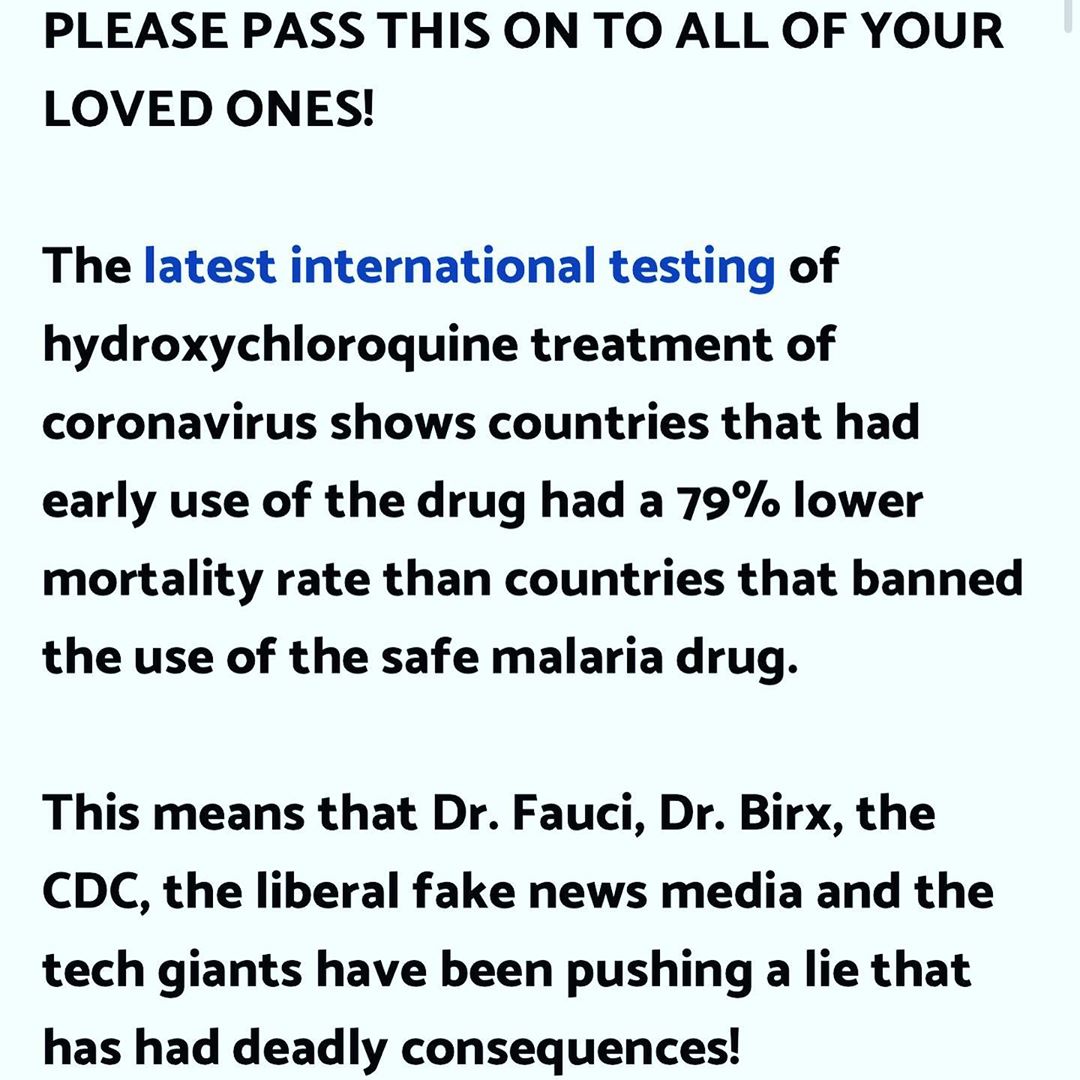 PLEASE PASS THIS ON TO ALL OF YOUR
LOVED ONES!
The latest international testing of
hydroxychloroquine treatment of
coronavirus shows countries that had
early use of the drug had a 79% lower
mortality rate than countries that banned
the use of the safe malaria drug.
This means that Dr. Fauci, Dr. Birx, the
CDC, the liberal fake news media and the
tech giants have been pushing a lie that
has had deadly consequences!